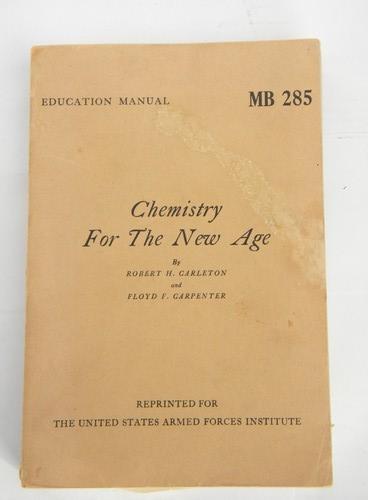 EDUCATION MANUAL MB 285
Chemistry
For The New Age
By
ROBERT H. CARLETON
and
FLOYD F. CARPENTER
REPRINTED FOR
THE UNITED STATES ARMED FORCES INSTITUTE